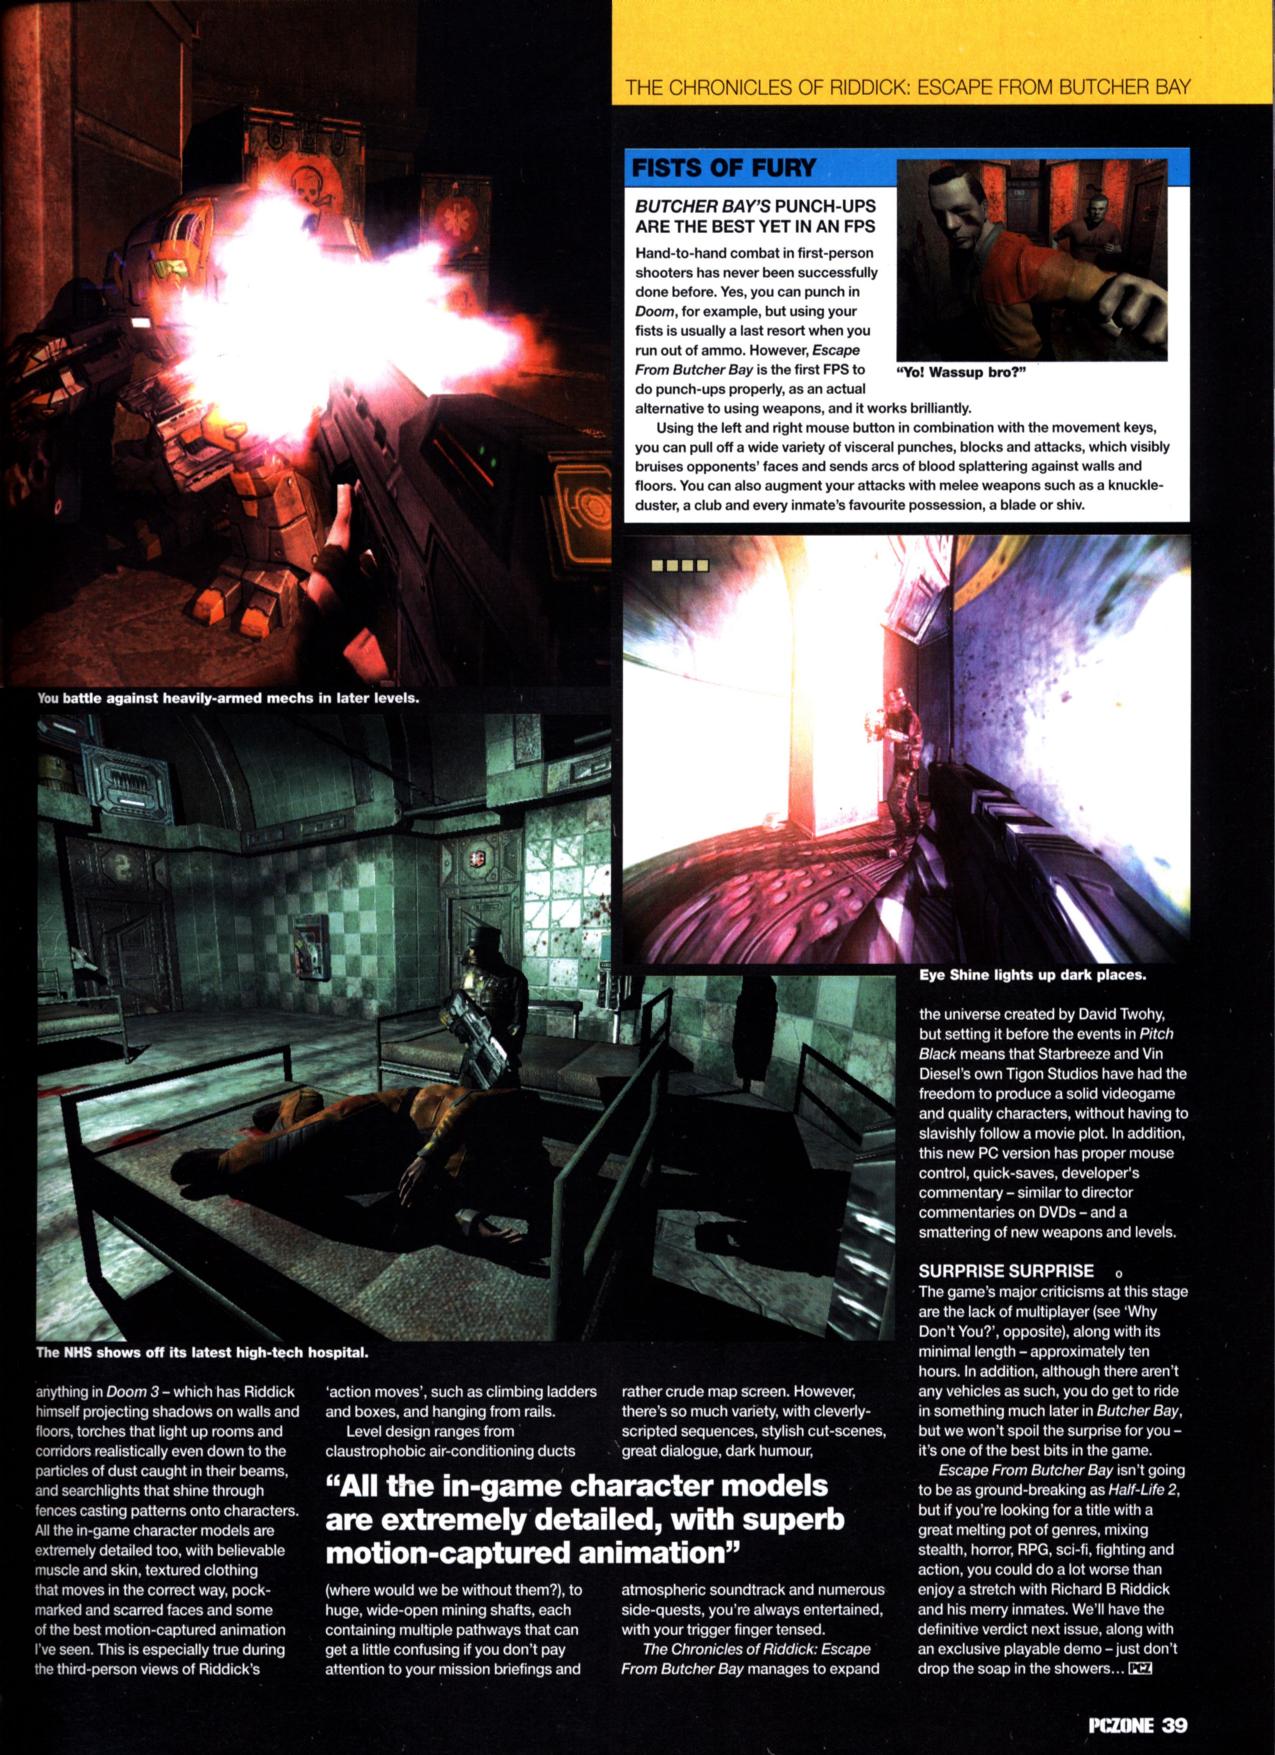 THE CHRONICLES OF RIDDICK: ESCAPE FROM BUTCHER BAY
FISTS OF FURY
BUTCHER BAY'S PUNCH-UPS
ARE THE BEST YET IN AN FPS
Hand-to-hand combat in first-person
shooters has never been successfully
done before. Yes, you can punch in
Doom, for example, but using your
fists is usually a last resort when you
run out of ammo. However, Escape
From Butcher Bay is the first FPS to
do punch-ups properly, as an actual
alternative to using weapons, and it works brilliantly.
Using the left and right mouse button in combination with the movement keys,
you can pull off a wide variety of visceral punches, blocks and attacks, which visibly
bruises opponents' faces and sends arcs of blood splattering against walls and
floors. You can also augment your attacks with melee weapons such as a knuckle-
duster, a club and every inmate's favourite possession, a blade or shiv.
“Yo! Wassup bro?”
You battle against heavily-armed mechs in later levels.
Eye Shine lights up dark places.
The NHS shows off its latest high-tech hospital.
anything in Doom 3 – which has Riddick
himself projecting shadows on walls and
floors, torches that light up rooms and
corridors realistically even down to the
particles of dust caught in their beams,
and searchlights that shine through
fences casting patterns onto characters.
All the in-game character models are
extremely detailed too, with believable
muscle and skin, textured clothing
that moves in the correct way, pock-
marked and scarred faces and some
of the best motion-captured animation
I've seen. This is especially true during
the third-person views of Riddick's
'action moves', such as climbing ladders
and boxes, and hanging from rails.
Level design ranges from
claustrophobic air-conditioning ducts
“All the in-game character models
are extremely detailed, with superb
motion-captured animation”
(where would we be without them?), to
huge, wide-open mining shafts, each
containing multiple pathways that can
get a little confusing if you don't pay
attention to your mission briefings and
rather crude map screen. However,
there's so much variety, with cleverly-
scripted sequences, stylish cut-scenes,
great dialogue, dark humour,
atmospheric soundtrack and numerous
side-quests, you're always entertained,
with your trigger finger tensed.
The Chronicles of Riddick: Escape
From Butcher Bay manages to expand
the universe created by David Twohy,
but setting it before the events in Pitch
Black means that Starbreeze and Vin
Diesel's own Tigon Studios have had the
freedom to produce a solid videogame
and quality characters, without having to
slavishly follow a movie plot. In addition,
this new PC version has proper mouse
control, quick-saves, developer's
commentary – similar to director
commentaries on DVDs – and a
smattering of new weapons and levels.
SURPRISE SURPRISE
The game's major criticisms at this stage
are the lack of multiplayer (see 'Why
Don't You?', opposite), along with its
minimal length – approximately ten
hours. In addition, although there aren't
any vehicles as such, you do get to ride
in something much later in Butcher Bay,
but we won't spoil the surprise for you –
it's one of the best bits in the game.
Escape From Butcher Bay isn't going
to be as ground-breaking as Half-Life 2,
but if you're looking for a title with a
great melting pot of genres, mixing
stealth, horror, RPG, sci-fi, fighting and
action, you could do a lot worse than
enjoy a stretch with Richard B Riddick
and his merry inmates. We'll have the
definitive verdict next issue, along with
an exclusive playable demo – just don't
drop the soap in the showers... PCZ
PCZONE 39